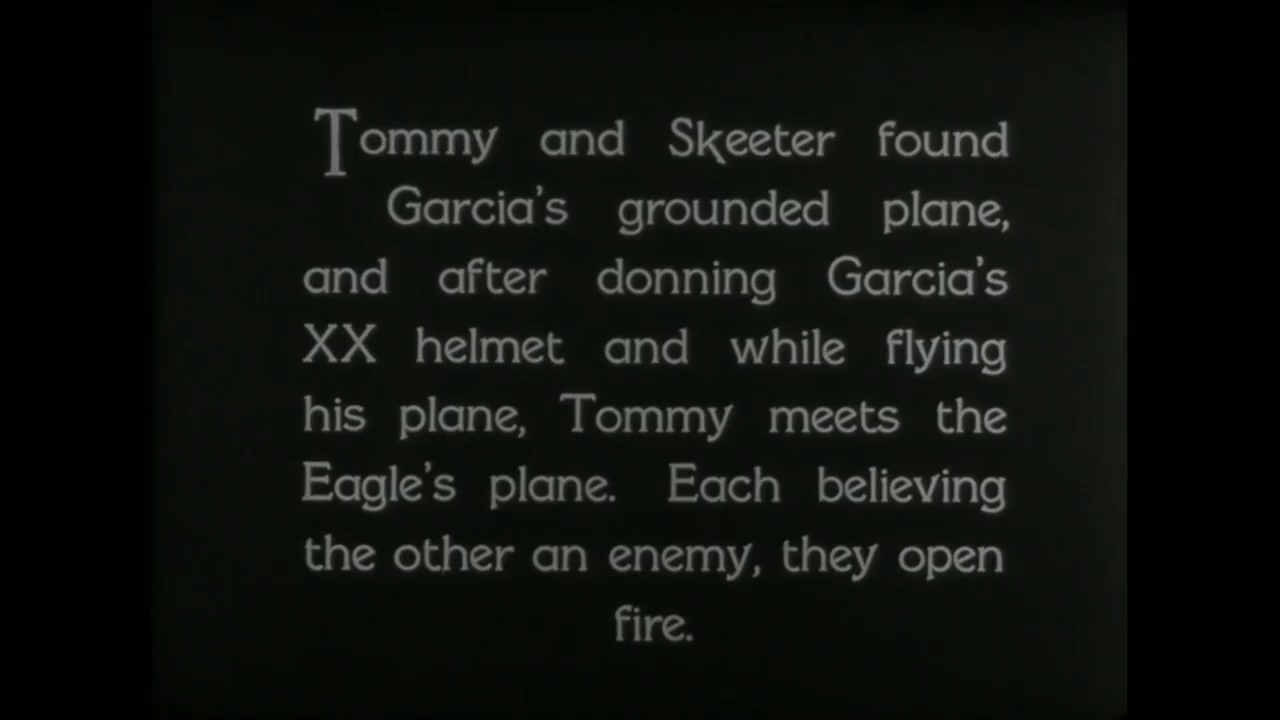 Tommy and Skeeter found
Garcia's grounded plane,
and after donning Garcia's
XX helmet and while flying
his plane, Tommy meets the
Eagle's plane. Each believing
the other an enemy, they open
fire.